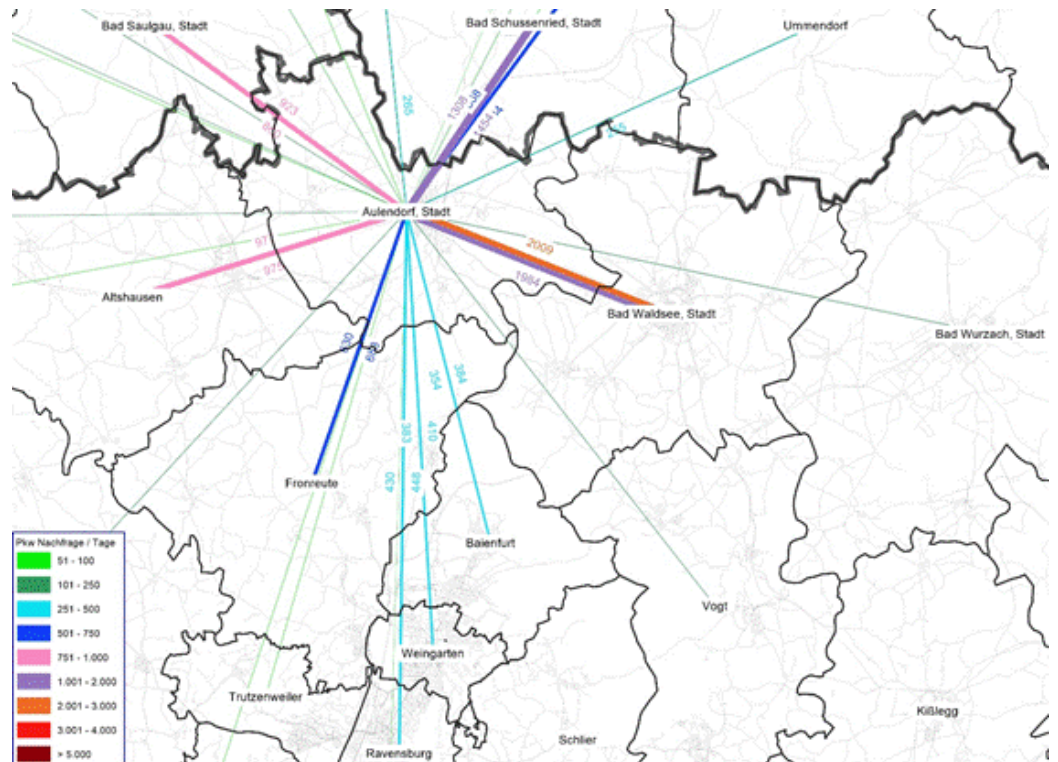 Bad Saulgau, Stadt
Bad Schussenried, Stadt
Ummendorf
265
1308
1454
923
Aulendorf, Stadt
2009
1984
975
Altshausen
Bad Waldsee, Stadt
Bad Wurzach, Stadt
384
354
410
383
448
430
Fronreute
Baienfurt
Vogt
Weingarten
Trutzenweiler
Kißlegg
Schlier
Ravensburg
Pkw Nachfrage / Tage
51 - 100
101 - 250
251 - 500
501 - 750
751 - 1.000
1.001 - 2.000
2.001 - 3.000
3.001 - 4.000
> 5.000